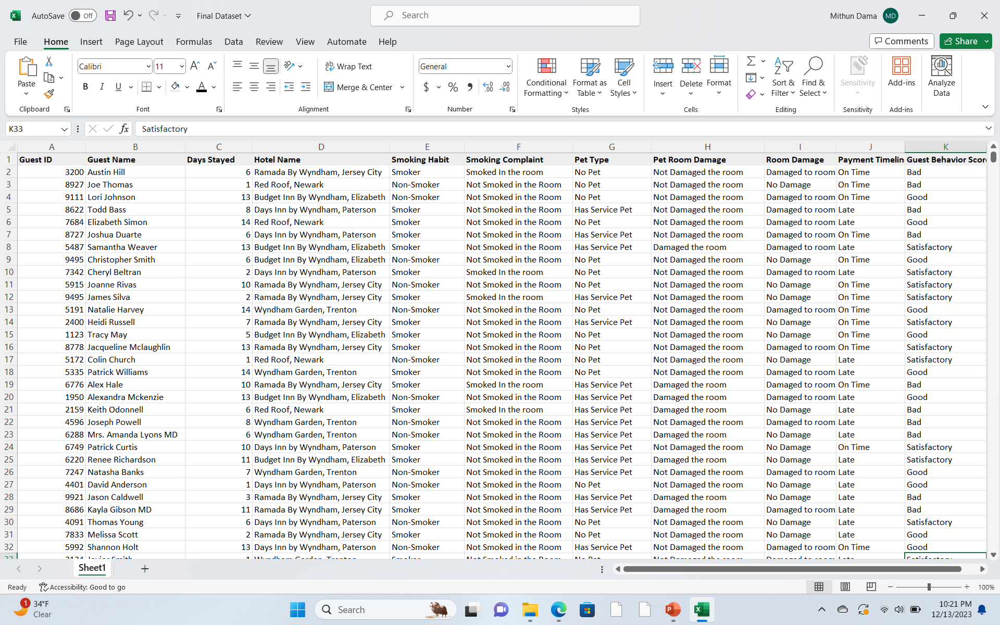 AutoSave Off Final Dataset Search Mithun Dama MD
File Home Insert Page Layout Formulas Data Review View Automate Help Comments Share
Calibri 11 Wrap Text General
Paste B I U Merge & Center $ % Conditional Formatting Format as Table Cell Styles Insert Delete Format Sort & Filter Find & Select Sensitivity Add-ins Analyze Data
Clipboard Font Alignment Number Styles Cells Editing Sensitivity Add-ins
K33 fx Satisfactory
A B C D E F G H I J K
1 Guest ID Guest Name Days Stayed Hotel Name Smoking Habit Smoking Complaint Pet Type Pet Room Damage Room Damage Payment Timelin Guest Behavior Scor
2 3200 Austin Hill 6 Ramada By Wyndham, Jersey City Smoker Smoked In the room No Pet Not Damaged the room Damaged to room On Time Bad
3 8927 Joe Thomas 1 Red Roof, Newark Non-Smoker Not Smoked in the Room No Pet Not Damaged the room No Damage On Time Bad
4 9111 Lori Johnson 13 Budget Inn By Wyndham, Elizabeth Non-Smoker Not Smoked in the Room No Pet Not Damaged the room Damaged to room On Time Good
5 8622 Todd Bass 8 Days Inn by Wyndham, Paterson Smoker Not Smoked in the Room Has Service Pet Not Damaged the room Damaged to room Late Bad
6 7684 Elizabeth Simon 14 Red Roof, Newark Smoker Not Smoked in the Room No Pet Not Damaged the room Damaged to room Late Good
7 8727 Joshua Duarte 6 Days Inn by Wyndham, Paterson Smoker Not Smoked in the Room Has Service Pet Not Damaged the room Damaged to room On Time Bad
8 5487 Samantha Weaver 13 Budget Inn By Wyndham, Elizabeth Smoker Not Smoked in the Room Has Service Pet Damaged the room Damaged to room Late Satisfactory
9 9495 Christopher Smith 6 Budget Inn By Wyndham, Elizabeth Non-Smoker Not Smoked in the Room No Pet Not Damaged the room No Damage On Time Good
10 7342 Cheryl Beltran 2 Days Inn by Wyndham, Paterson Smoker Smoked In the room No Pet Not Damaged the room Damaged to room Late Satisfactory
11 5915 Joanne Rivas 10 Ramada By Wyndham, Jersey City Non-Smoker Not Smoked in the Room No Pet Not Damaged the room No Damage On Time Satisfactory
12 9495 James Silva 2 Ramada By Wyndham, Jersey City Smoker Smoked In the room Has Service Pet Not Damaged the room No Damage On Time Satisfactory
13 5191 Natalie Harvey 14 Wyndham Garden, Trenton Non-Smoker Not Smoked in the Room No Pet Not Damaged the room Damaged to room On Time Good
14 2400 Heidi Russell 7 Ramada By Wyndham, Jersey City Smoker Not Smoked in the Room Has Service Pet Not Damaged the room No Damage On Time Satisfactory
15 1123 Tracy May 5 Budget Inn By Wyndham, Elizabeth Smoker Not Smoked in the Room No Pet Not Damaged the room No Damage On Time Good
16 8778 Jacqueline Mclaughlin 13 Ramada By Wyndham, Jersey City Smoker Not Smoked in the Room No Pet Not Damaged the room Damaged to room On Time Satisfactory
17 5172 Colin Church 1 Red Roof, Newark Non-Smoker Not Smoked in the Room No Pet Not Damaged the room No Damage Late Satisfactory
18 5335 Patrick Williams 14 Wyndham Garden, Trenton Smoker Not Smoked in the Room No Pet Not Damaged the room Damaged to room Late Good
19 6776 Alex Hale 10 Ramada By Wyndham, Jersey City Smoker Smoked In the room Has Service Pet Damaged the room Damaged to room On Time Bad
20 1950 Alexandra Mckenzie 13 Budget Inn By Wyndham, Elizabeth Non-Smoker Not Smoked in the Room Has Service Pet Damaged the room Damaged to room Late Good
21 2159 Keith Odonnell 6 Red Roof, Newark Smoker Smoked In the room Has Service Pet Damaged the room No Damage Late Bad
22 4596 Joseph Powell 8 Wyndham Garden, Trenton Non-Smoker Not Smoked in the Room Has Service Pet Not Damaged the room Damaged to room Late Bad
23 6288 Mrs. Amanda Lyons MD 6 Wyndham Garden, Trenton Non-Smoker Not Smoked in the Room Has Service Pet Damaged the room No Damage Late Bad
24 6749 Patrick Curtis 10 Days Inn by Wyndham, Paterson Smoker Not Smoked in the Room Has Service Pet Not Damaged the room No Damage On Time Satisfactory
25 6220 Renee Richardson 11 Budget Inn By Wyndham, Elizabeth Smoker Not Smoked in the Room Has Service Pet Damaged the room No Damage Late Satisfactory
26 7247 Natasha Banks 7 Wyndham Garden, Trenton Non-Smoker Not Smoked in the Room Has Service Pet Not Damaged the room Damaged to room Late Good
27 4401 David Anderson 1 Days Inn by Wyndham, Paterson Non-Smoker Not Smoked in the Room No Pet Not Damaged the room No Damage Late Good
28 9921 Jason Caldwell 3 Ramada By Wyndham, Jersey City Smoker Not Smoked in the Room Has Service Pet Damaged the room No Damage Late Bad
29 8686 Kayla Gibson MD 11 Ramada By Wyndham, Jersey City Smoker Not Smoked in the Room Has Service Pet Damaged the room Damaged to room Late Bad
30 4091 Thomas Young 6 Days Inn by Wyndham, Paterson Non-Smoker Not Smoked in the Room No Pet Not Damaged the room No Damage Late Satisfactory
31 7833 Melissa Scott 2 Ramada By Wyndham, Jersey City Smoker Not Smoked in the Room No Pet Not Damaged the room No Damage Late Good
32 5992 Shannon Holt 13 Days Inn by Wyndham, Paterson Non-Smoker Not Smoked in the Room Has Service Pet Not Damaged the room Damaged to room On Time Good
Sheet1
Ready Accessibility: Good to go 100%
1 34°F Search 10:21 PM
Clear 12/13/2023